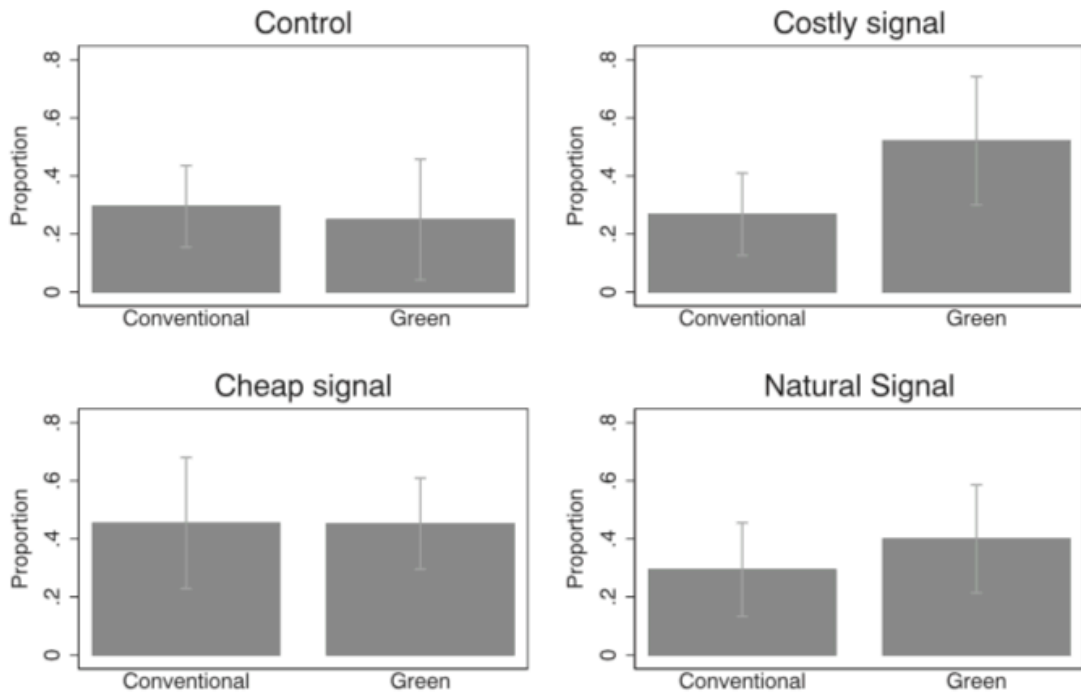 Control
Proportion
.8
.6
.4
.2
0
Conventional Green
Costly signal
Proportion
.8
.6
.4
.2
0
Conventional Green
Cheap signal
Proportion
.8
.6
.4
.2
0
Conventional Green
Natural Signal
Proportion
.8
.6
.4
.2
0
Conventional Green